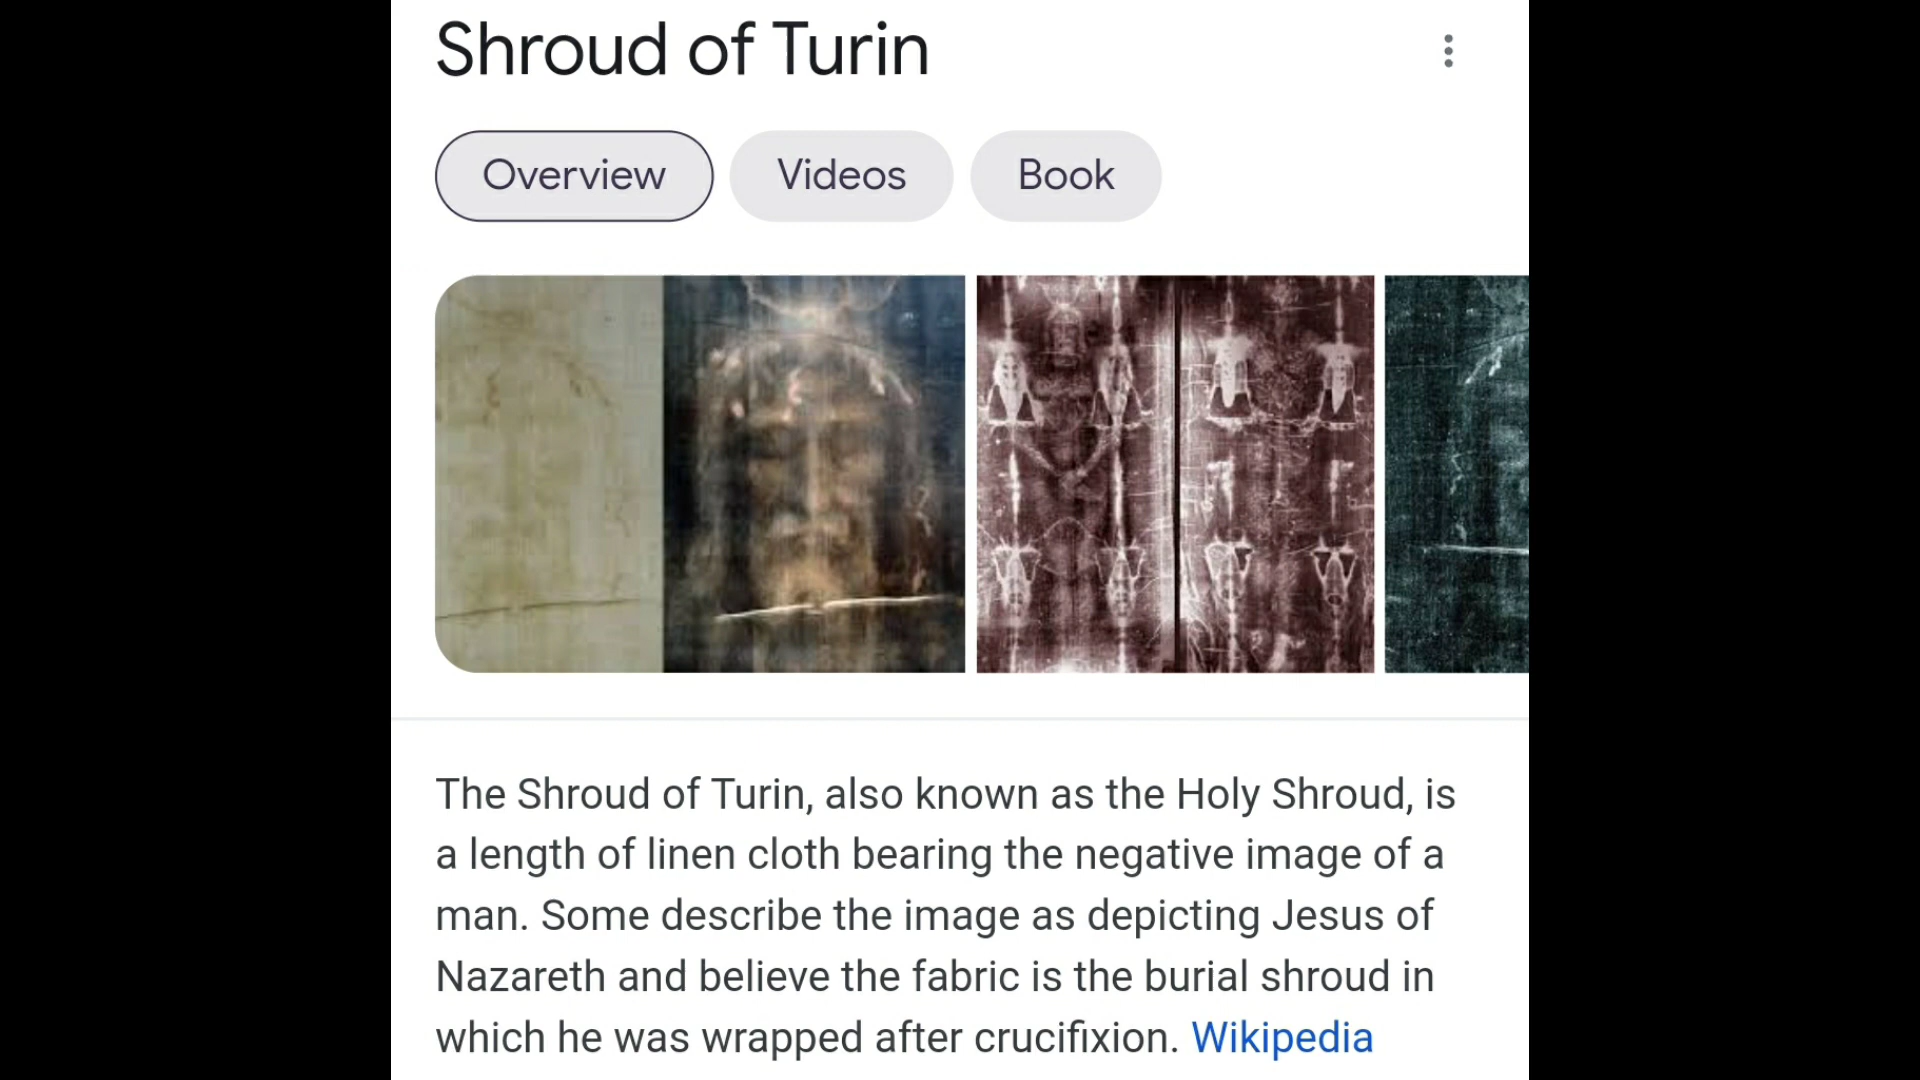 Shroud of Turin
Overview
Videos
Book
The Shroud of Turin, also known as the Holy Shroud, is
a length of linen cloth bearing the negative image of a
man. Some describe the image as depicting Jesus of
Nazareth and believe the fabric is the burial shroud in
which he was wrapped after crucifixion. Wikipedia